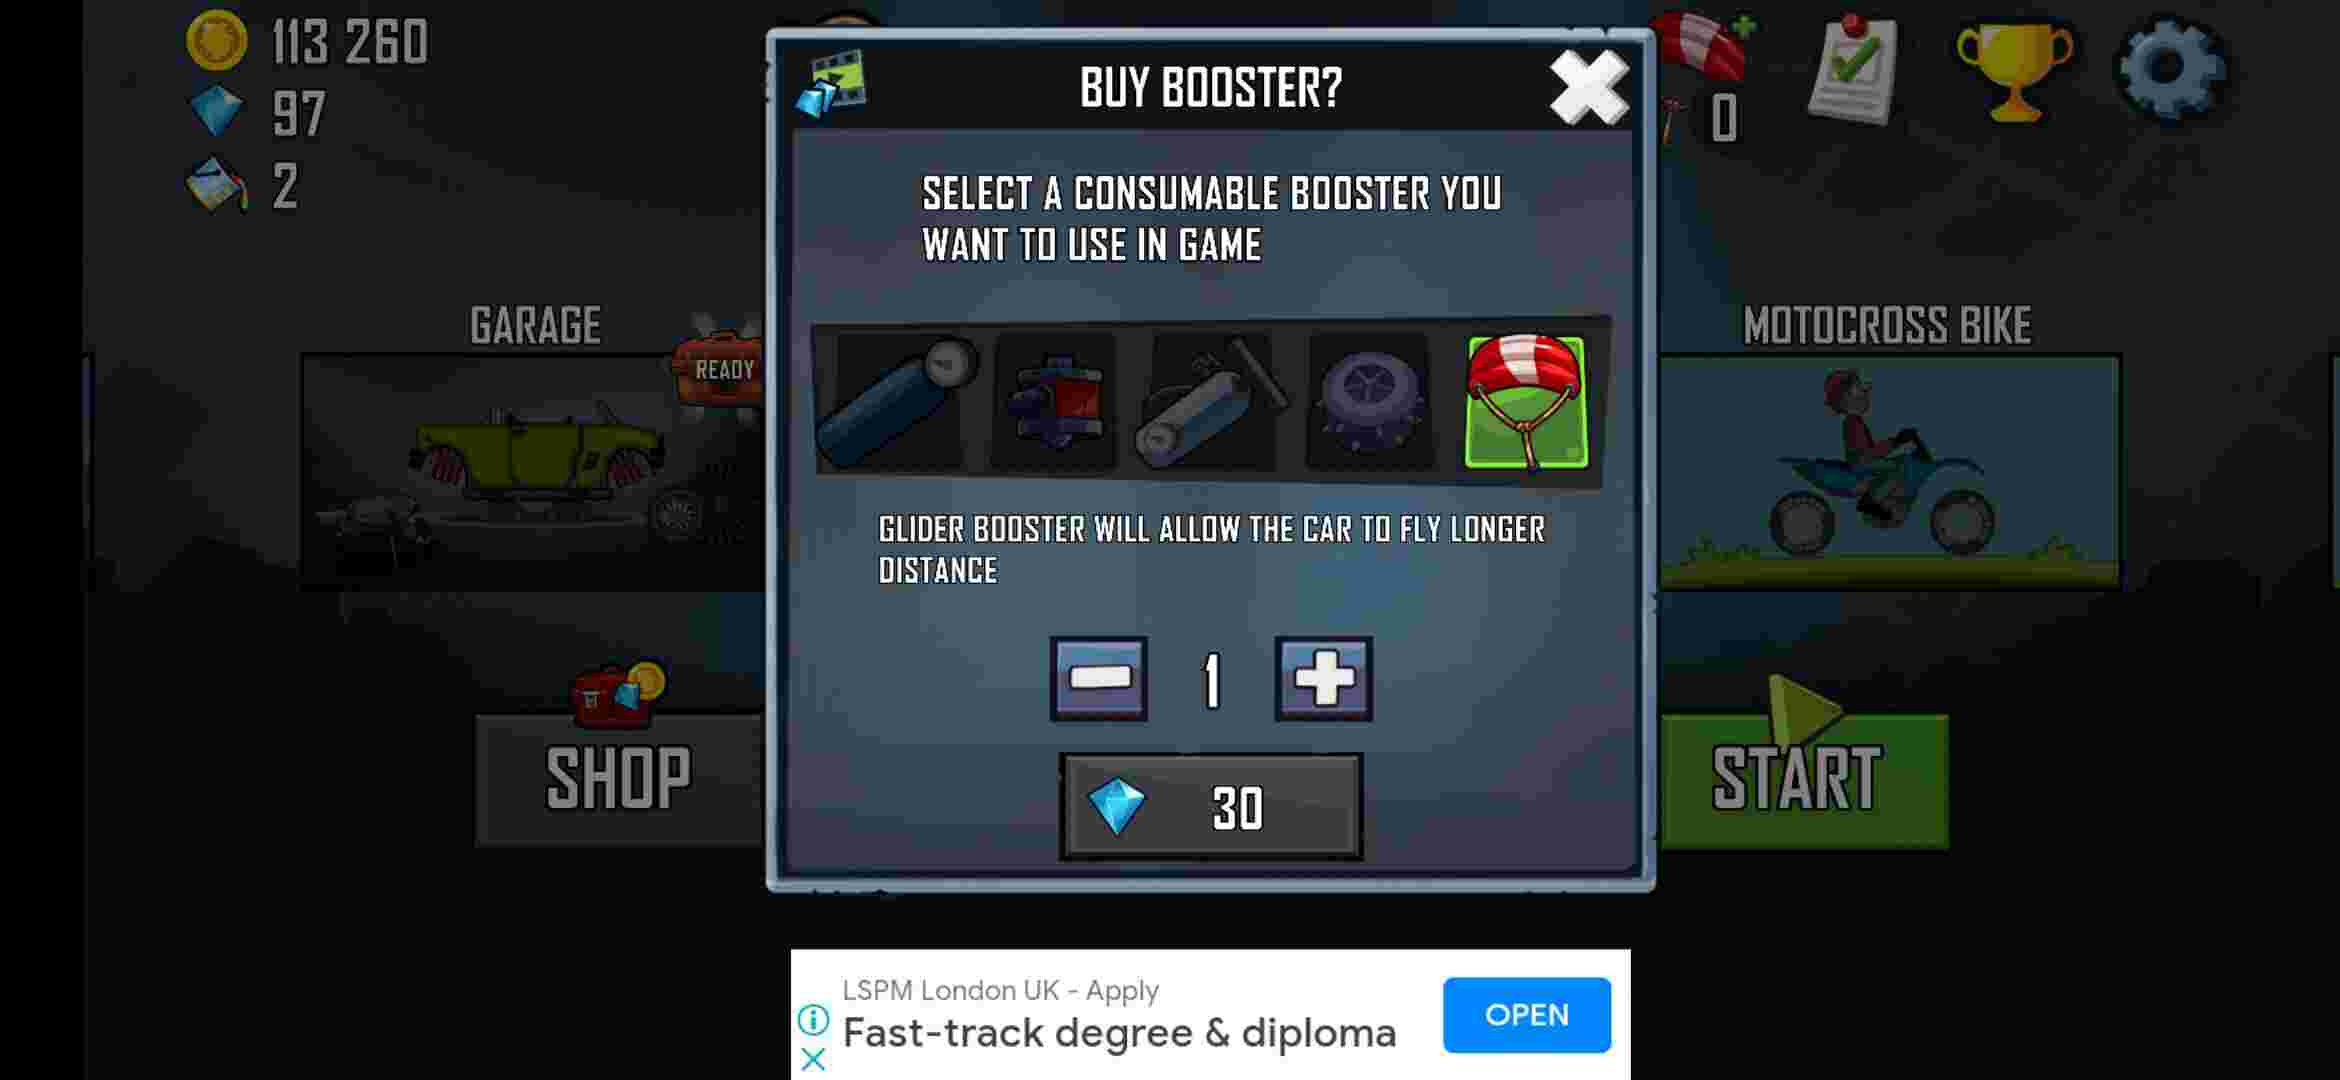 113 260
97
2
BUY BOOSTER?
0
SELECT A CONSUMABLE BOOSTER YOU
WANT TO USE IN GAME
GARAGE
READY
MOTOCROSS BIKE
GLIDER BOOSTER WILL ALLOW THE CAR TO FLY LONGER
DISTANCE
1
SHOP
30
START
LSPM London UK - Apply
Fast-track degree & diploma
OPEN